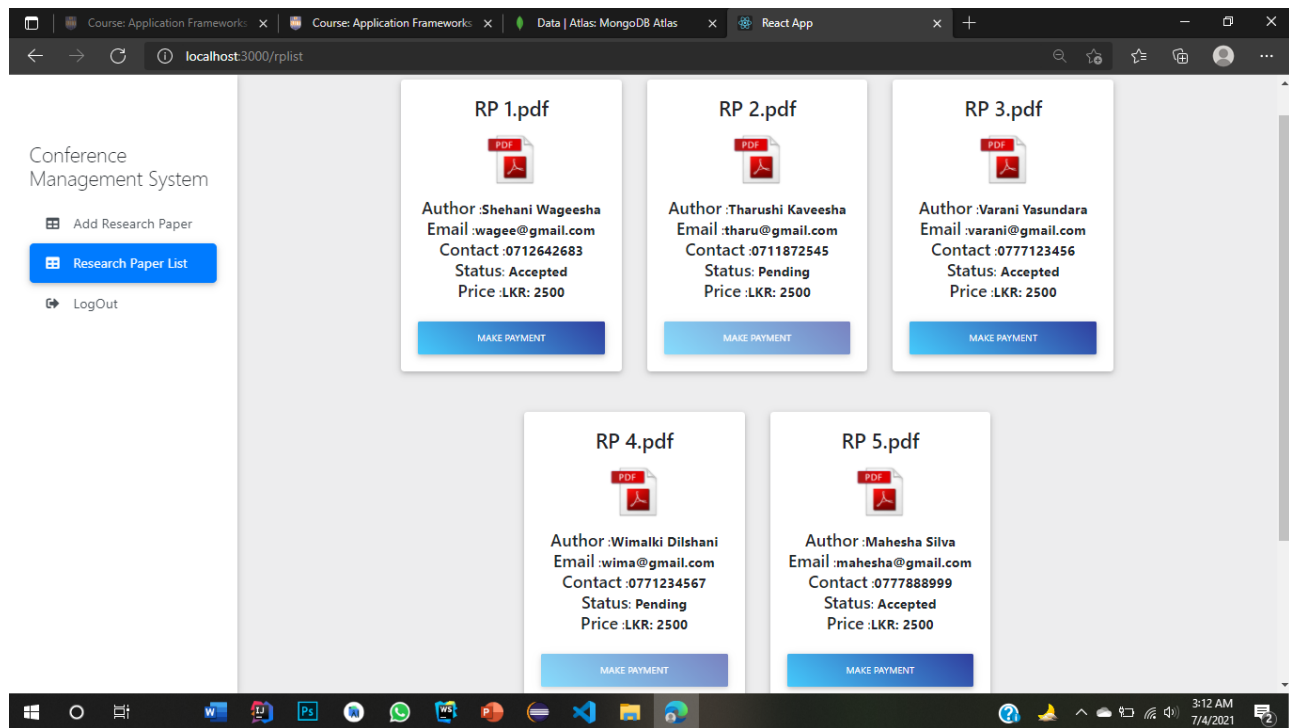 Course: Application Frameworks
Course: Application Frameworks
Data | Atlas: MongoDB Atlas
React App
localhost:3000/rplist
Conference
Management System
Add Research Paper
Research Paper List
LogOut
RP 1.pdf
PDF
Author :Shehani Wageesha
Email :wagee@gmail.com
Contact :0712642683
Status: Accepted
Price :LKR: 2500
MAKE PAYMENT
RP 2.pdf
PDF
Author :Tharushi Kaveesha
Email :tharu@gmail.com
Contact :0711872545
Status: Pending
Price :LKR: 2500
MAKE PAYMENT
RP 3.pdf
PDF
Author :Varani Yasundara
Email :varani@gmail.com
Contact :0777123456
Status: Accepted
Price :LKR: 2500
MAKE PAYMENT
RP 4.pdf
PDF
Author :Wimalki Dilshani
Email :wima@gmail.com
Contact :0771234567
Status: Pending
Price :LKR: 2500
MAKE PAYMENT
RP 5.pdf
PDF
Author :Mahesha Silva
Email :mahesha@gmail.com
Contact :0777888999
Status: Accepted
Price :LKR: 2500
MAKE PAYMENT
W
IJ
Ps
WS
P
3:12 AM
7/4/2021
2